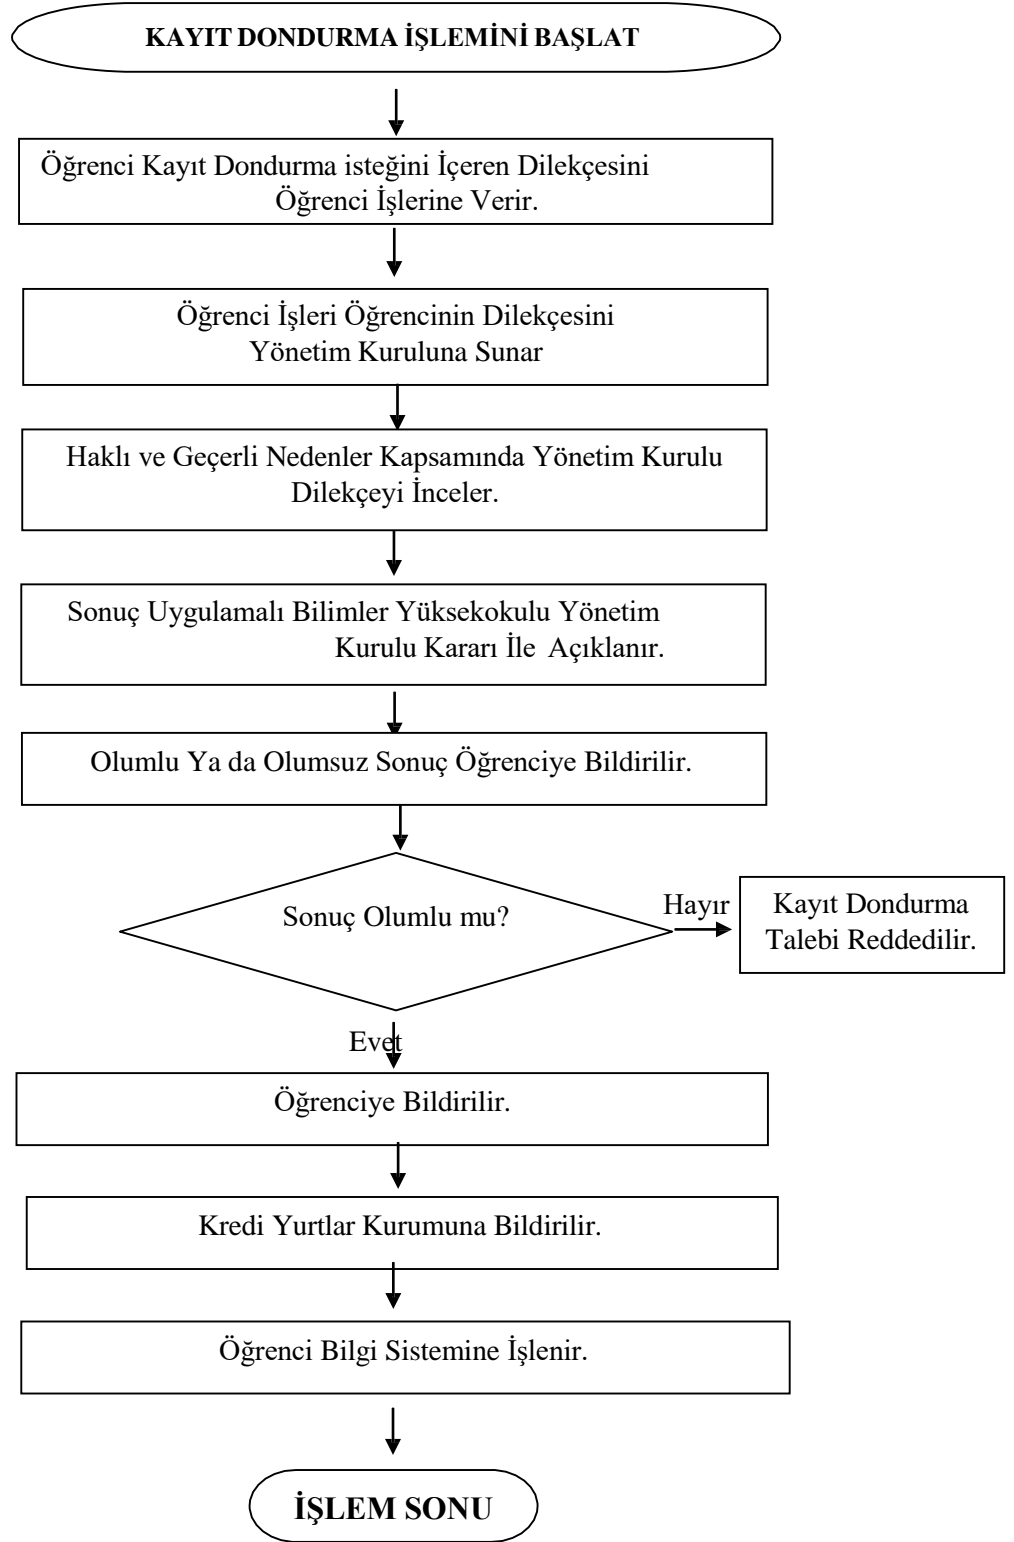 KAYIT DONDURMA İŞLEMİNİ BAŞLAT
Öğrenci Kayıt Dondurma isteğini İçeren Dilekçesini
Öğrenci İşlerine Verir.
Öğrenci İşleri Öğrencinin Dilekçesini
Yönetim Kuruluna Sunar
Haklı ve Geçerli Nedenler Kapsamında Yönetim Kurulu
Dilekçeyi İnceler.
Sonuç Uygulamalı Bilimler Yüksekokulu Yönetim
Kurulu Kararı İle Açıklanır.
Olumlu Ya da Olumsuz Sonuç Öğrenciye Bildirilir.
Sonuç Olumlu mu?
Hayır
Kayıt Dondurma
Talebi Reddedilir.
Evet
Öğrenciye Bildirilir.
Kredi Yurtlar Kurumuna Bildirilir.
Öğrenci Bilgi Sistemine İşlenir.
İŞLEM SONU